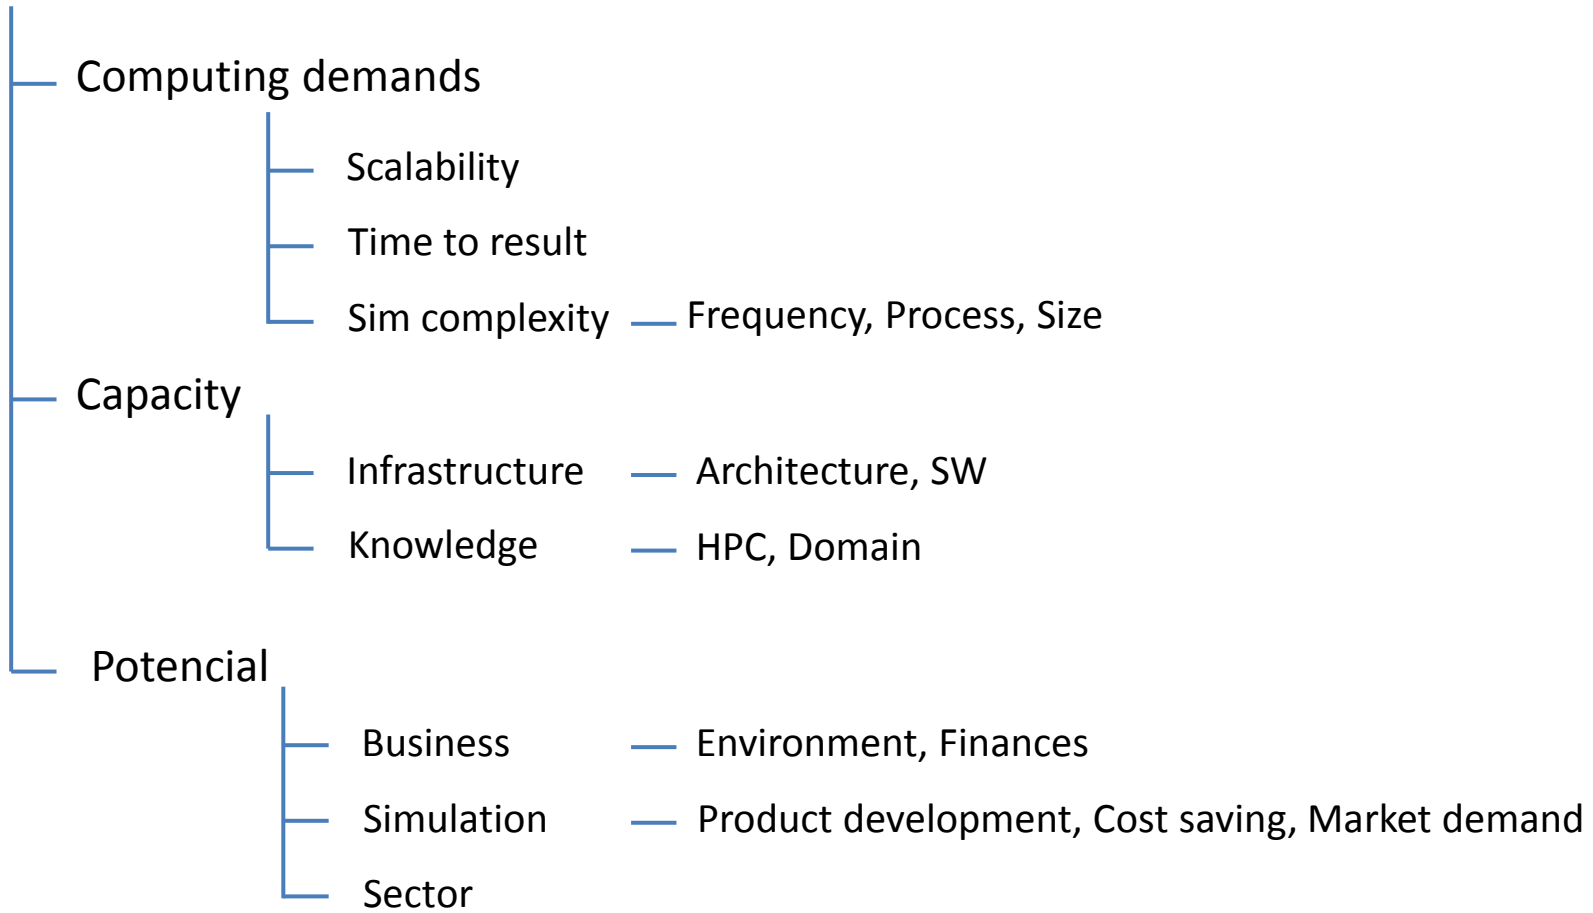 Computing demands
Scalability
Time to result
Sim complexity Frequency, Process, Size
Capacity
Infrastructure Architecture, SW
Knowledge HPC, Domain
Potencial
Business Environment, Finances
Simulation Product development, Cost saving, Market demand
Sector